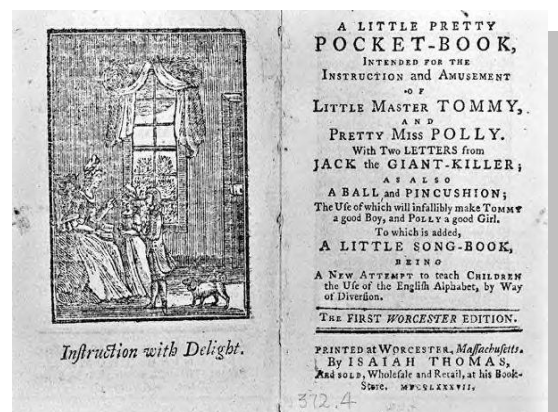 Inſtruction with Delight.
A LITTLE PRETTY
POCKET-BOOK,
INTENDED FOR THE
INSTRUCTION and AMUSEMENT
OF
LITTLE MASTER TOMMY,
AND
PRETTY MISS POLLY.
With Two LETTERS from
JACK the GIANT-KILLER;
AS ALSO
A BALL and PINCUSHION;
The Uſe of which will infallibly make TOMMY
a good Boy, and POLLY a good Girl.
To which is added,
A LITTLE SONG-BOOK,
BEING
A NEW ATTEMPT to teach CHILDREN
the Uſe of the Engliſh Alphabet, by Way
of Diverſion.
THE FIRST WORCESTER EDITION.
PRINTED at WORCESTER, Maſſachuſetts.
By ISAIAH THOMAS,
AND SOLD, Wholeſale and Retail, at his Book-
Store. MDCCLXXXVII.
372.4